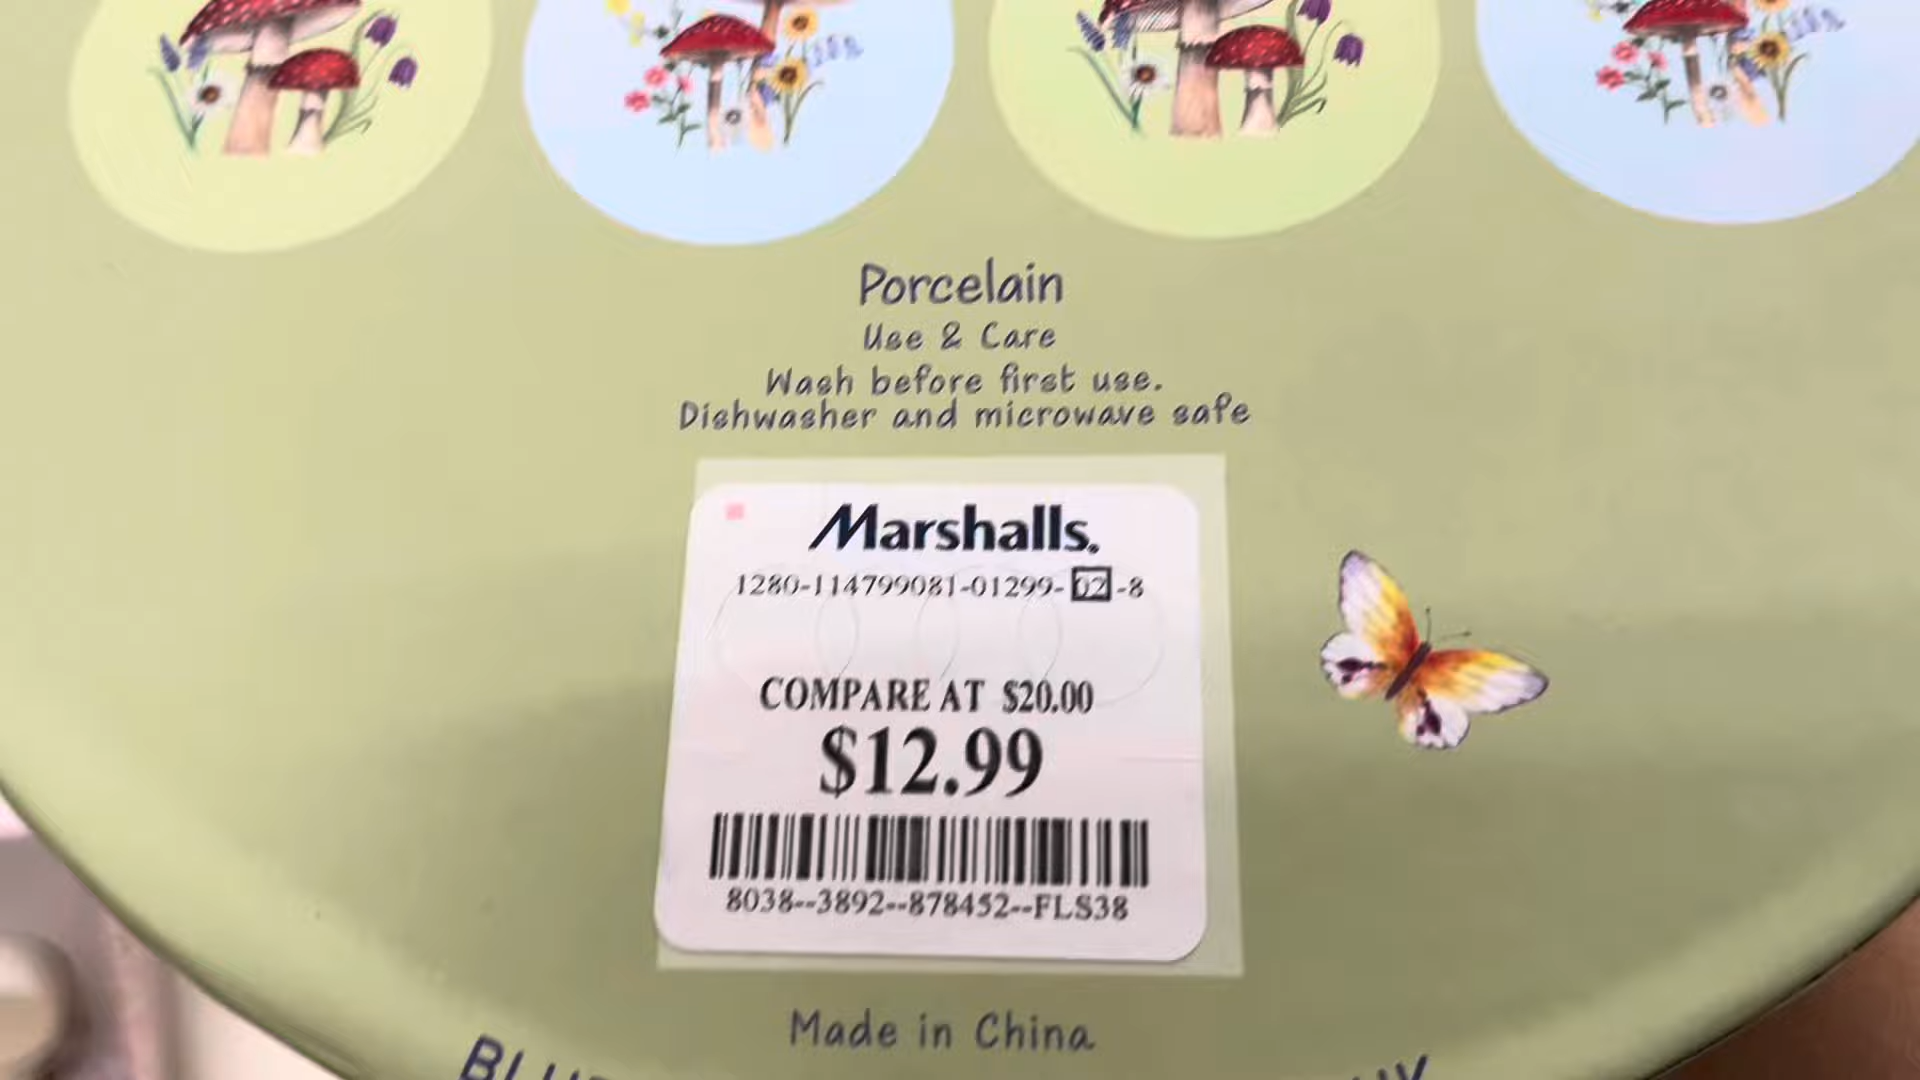 Porcelain
Use & Care
Wash before first use.
Dishwasher and microwave safe
Marshalls.
1280-114799081-01299-02-8
COMPARE AT $20.00
$12.99
8038--3892--878452--FLS38
Made in China